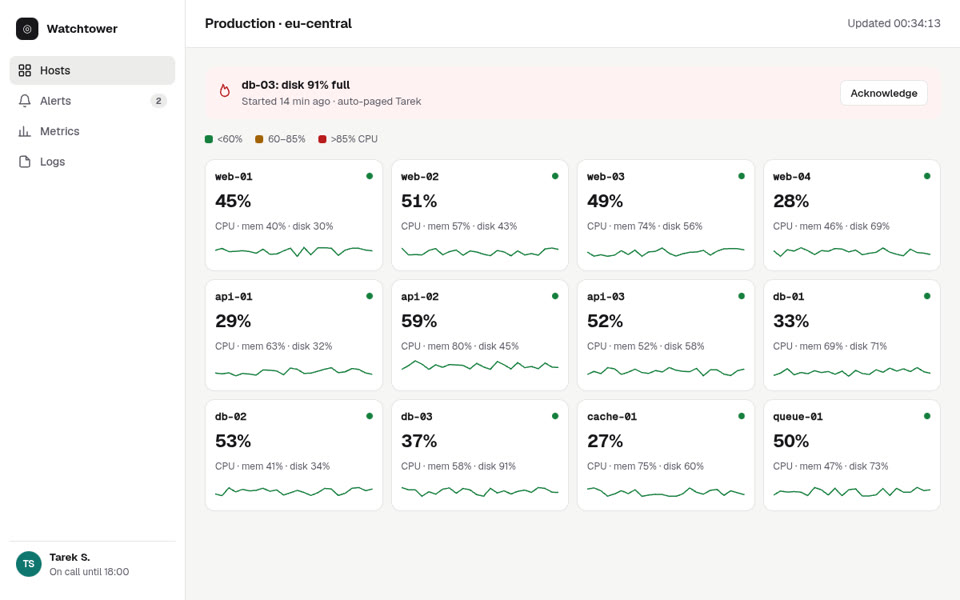 Watchtower
Hosts
Alerts 2
Metrics
Logs
TS
Tarek S.
On call until 18:00
Production · eu-central
Updated 00:34:13
db-03: disk 91% full
Started 14 min ago · auto-paged Tarek
Acknowledge
<60% 60–85% >85% CPU
web-01
45%
CPU · mem 40% · disk 30%
web-02
51%
CPU · mem 57% · disk 43%
web-03
49%
CPU · mem 74% · disk 56%
web-04
28%
CPU · mem 46% · disk 69%
api-01
29%
CPU · mem 63% · disk 32%
api-02
59%
CPU · mem 80% · disk 45%
api-03
52%
CPU · mem 52% · disk 58%
db-01
33%
CPU · mem 69% · disk 71%
db-02
53%
CPU · mem 41% · disk 34%
db-03
37%
CPU · mem 58% · disk 91%
cache-01
27%
CPU · mem 75% · disk 60%
queue-01
50%
CPU · mem 47% · disk 73%